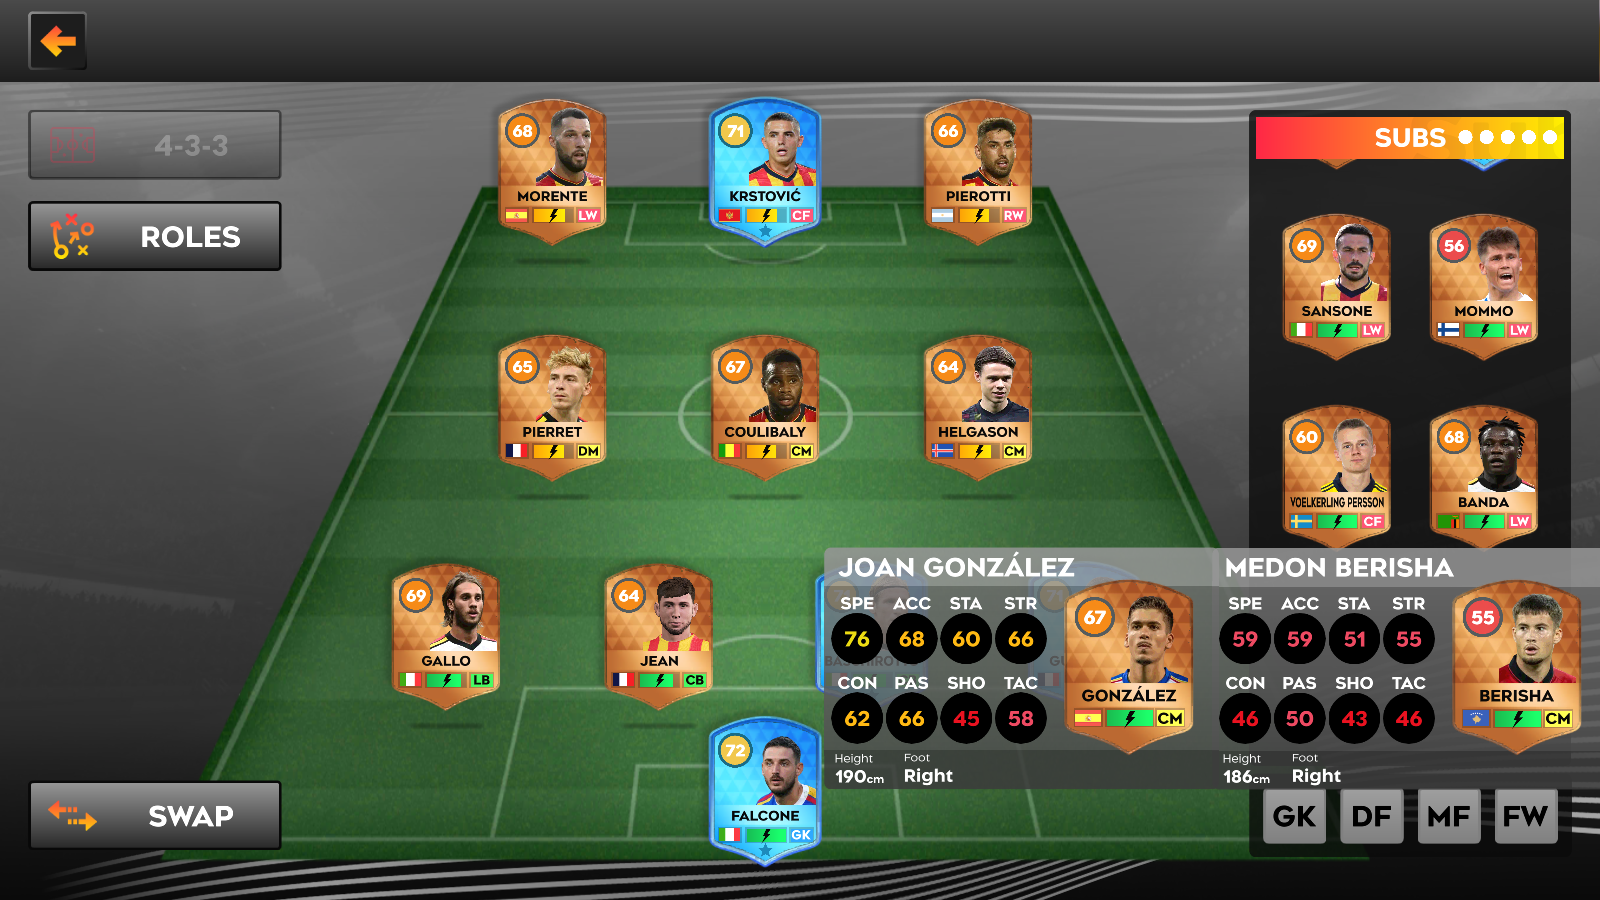 4-3-3
ROLES
SWAP
68
MORENTE
LW
71
KRSTOVIĆ
CF
66
PIEROTTI
RW
65
PIERRET
DM
67
COULIBALY
CM
64
HELGASON
CM
69
GALLO
LB
64
JEAN
CB
71
72
FALCONE
GK
SUBS
69
SANSONE
LW
56
MOMMO
LW
60
VOELKERLING PERSSON
CF
68
BANDA
LW
JOAN GONZÁLEZ
SPE ACC STA STR
76 68 60 66
CON PAS SHO TAC
62 66 45 58
Height Foot
190cm Right
67
GONZÁLEZ
CM
MEDON BERISHA
SPE ACC STA STR
59 59 51 55
CON PAS SHO TAC
46 50 43 46
Height Foot
186cm Right
55
BERISHA
CM
GK DF MF FW